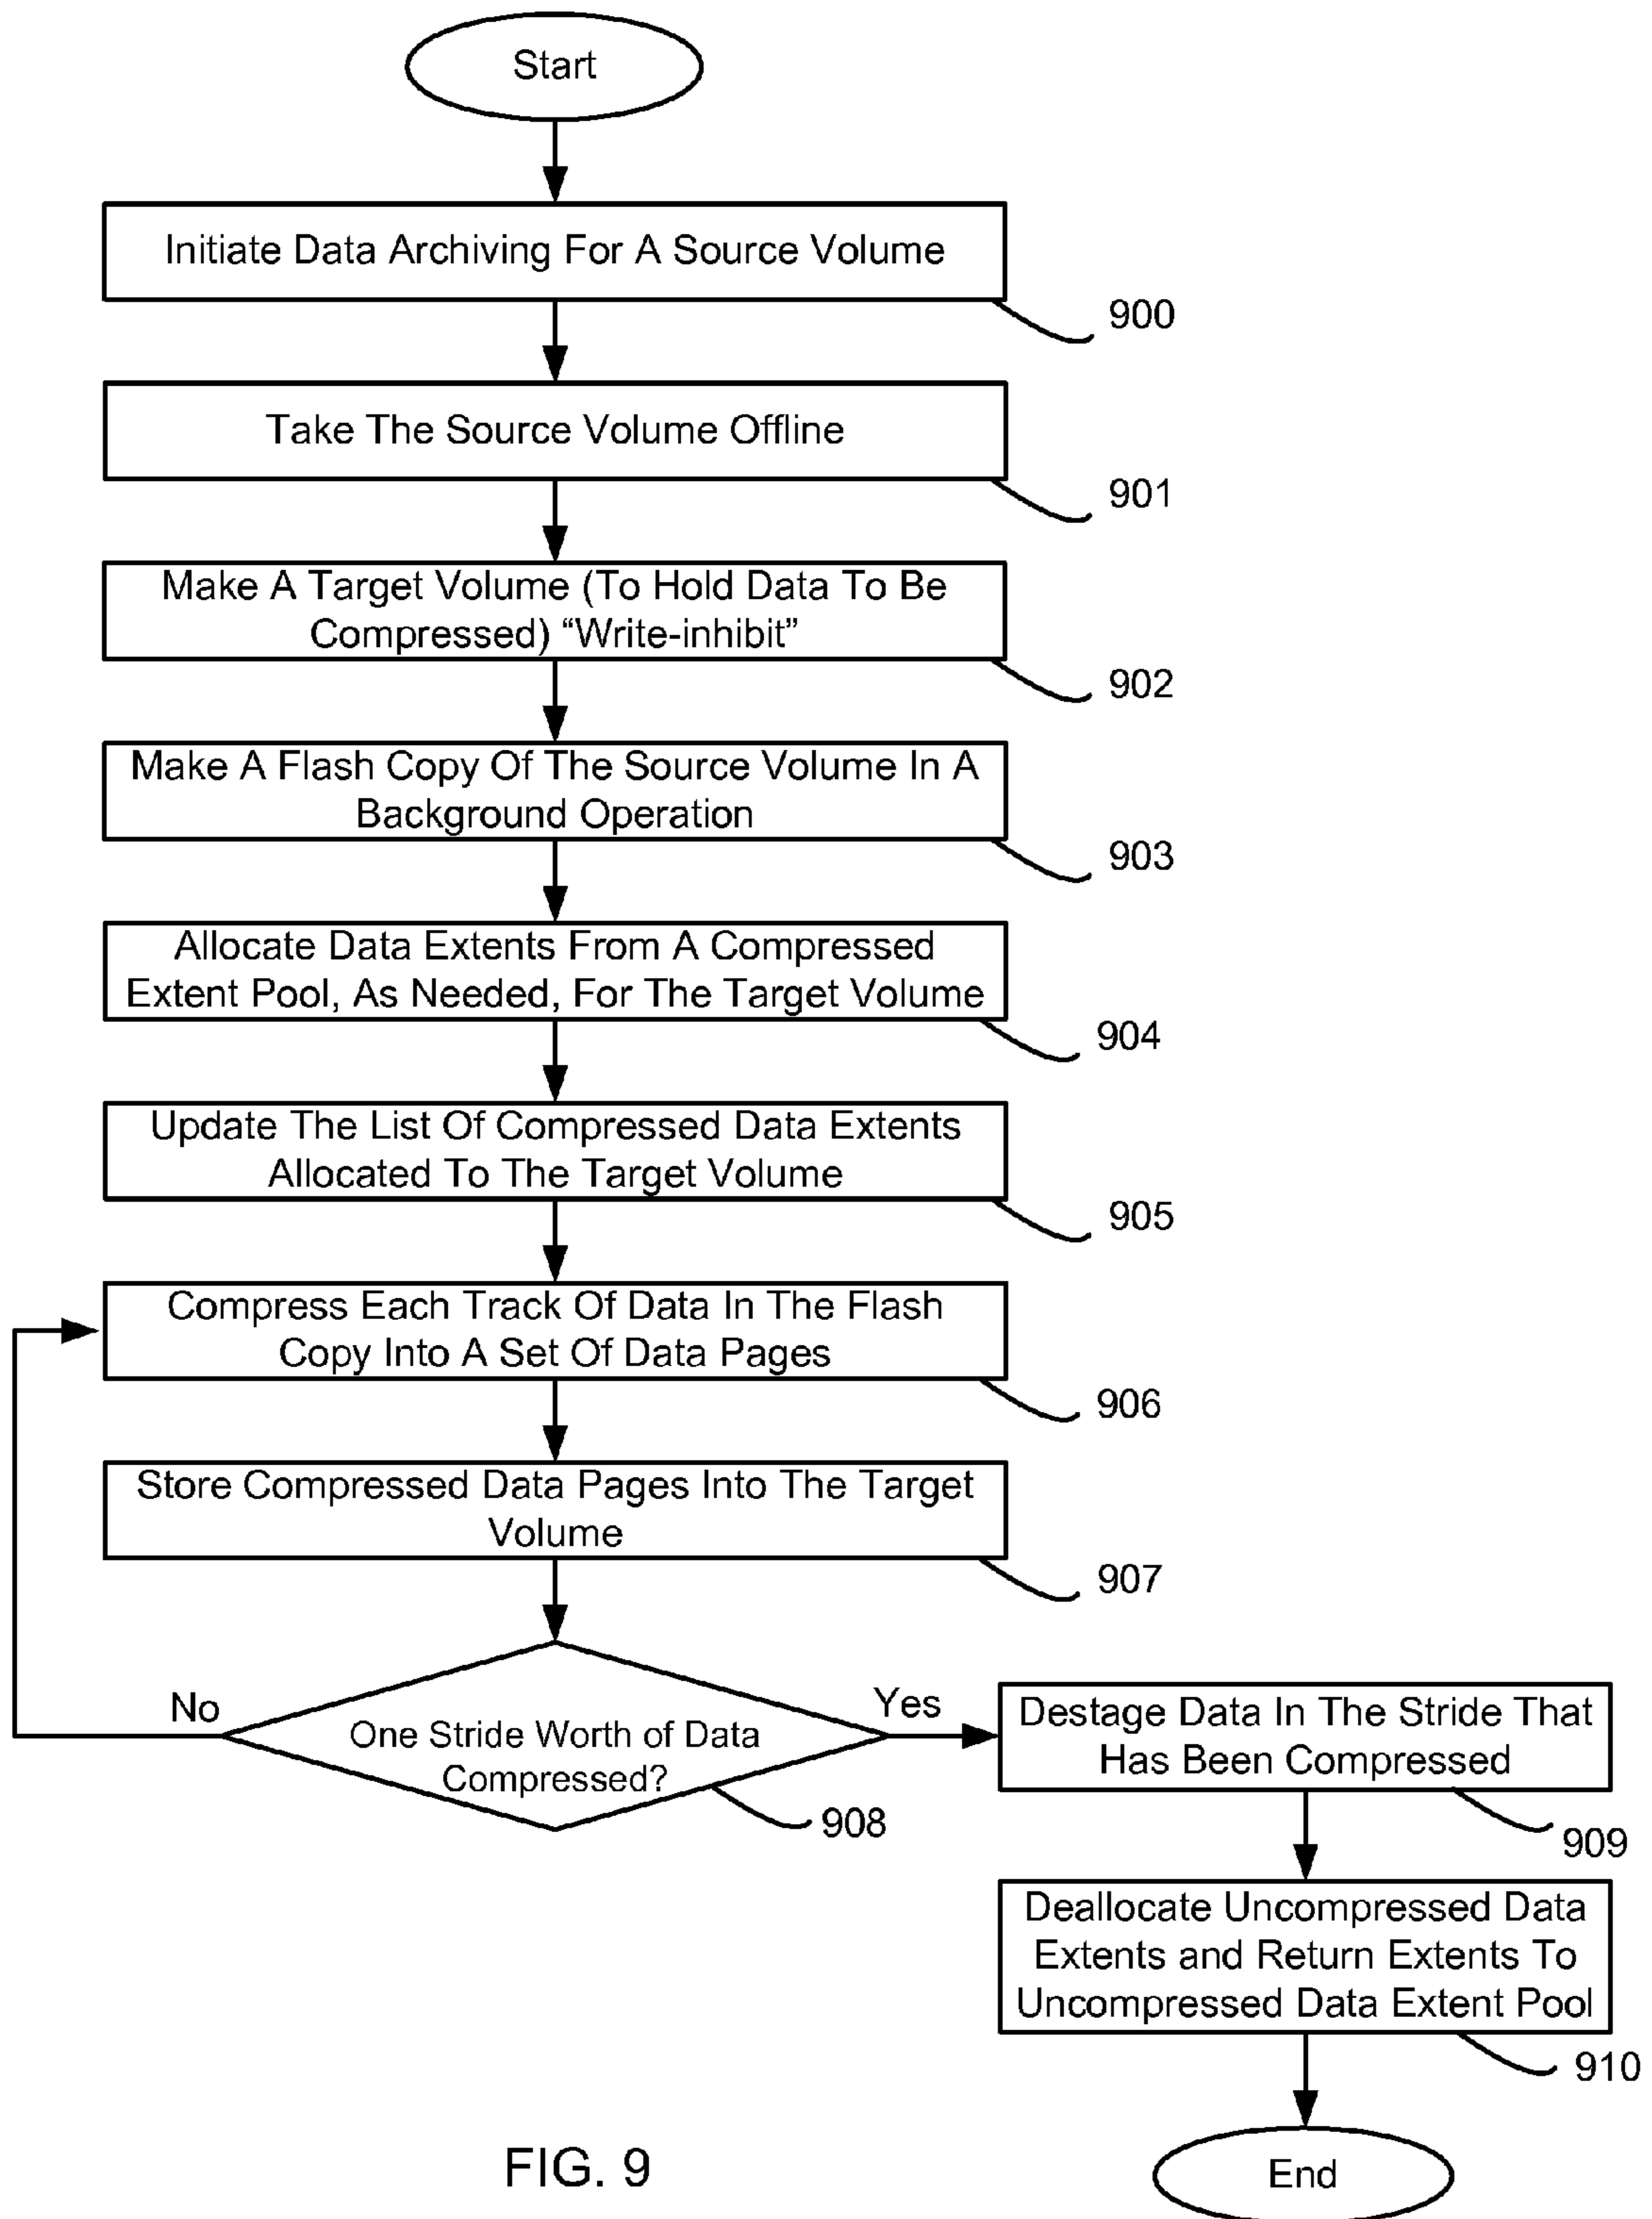 Start
Initiate Data Archiving For A Source Volume
900
Take The Source Volume Offline
901
Make A Target Volume (To Hold Data To Be
Compressed) “Write-inhibit”
902
Make A Flash Copy Of The Source Volume In A
Background Operation
903
Allocate Data Extents From A Compressed
Extent Pool, As Needed, For The Target Volume
904
Update The List Of Compressed Data Extents
Allocated To The Target Volume
905
Compress Each Track Of Data In The Flash
Copy Into A Set Of Data Pages
906
Store Compressed Data Pages Into The Target
Volume
907
No
One Stride Worth of Data
Compressed?
908
Yes
Destage Data In The Stride That
Has Been Compressed
909
Deallocate Uncompressed Data
Extents and Return Extents To
Uncompressed Data Extent Pool
910
End
FIG. 9